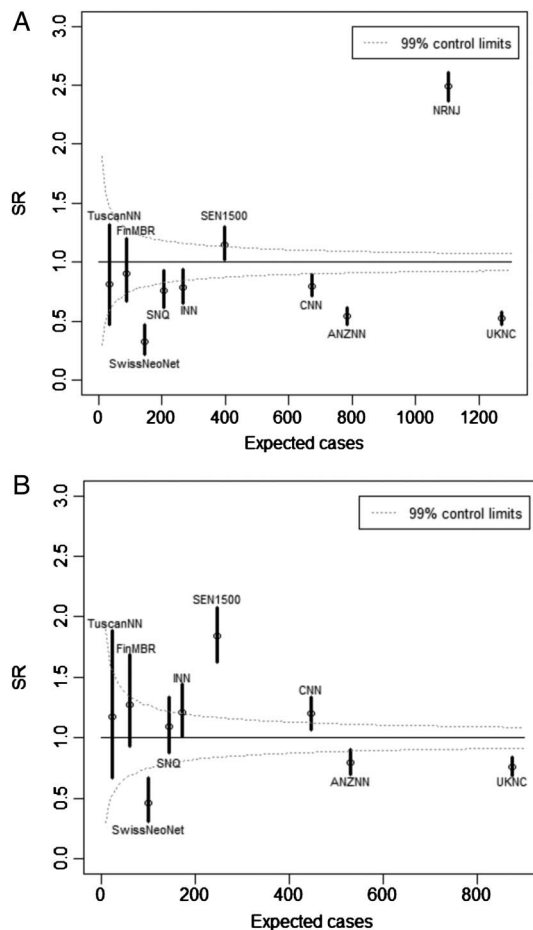 A
3.0
2.5
2.0
1.5
1.0
0.5
0.0
SR
99% control limits
NRNJ
TuscanNN
FinMBR
SEN1500
SNQ
INN
SwissNeoNet
CNN
ANZNN
UKNC
0 200 400 600 800 1000 1200
Expected cases
B
3.0
2.5
2.0
1.5
1.0
0.5
0.0
SR
99% control limits
SEN1500
TuscanNN
FinMBR
INN
CNN
SNQ
ANZNN
UKNC
SwissNeoNet
0 200 400 600 800
Expected cases